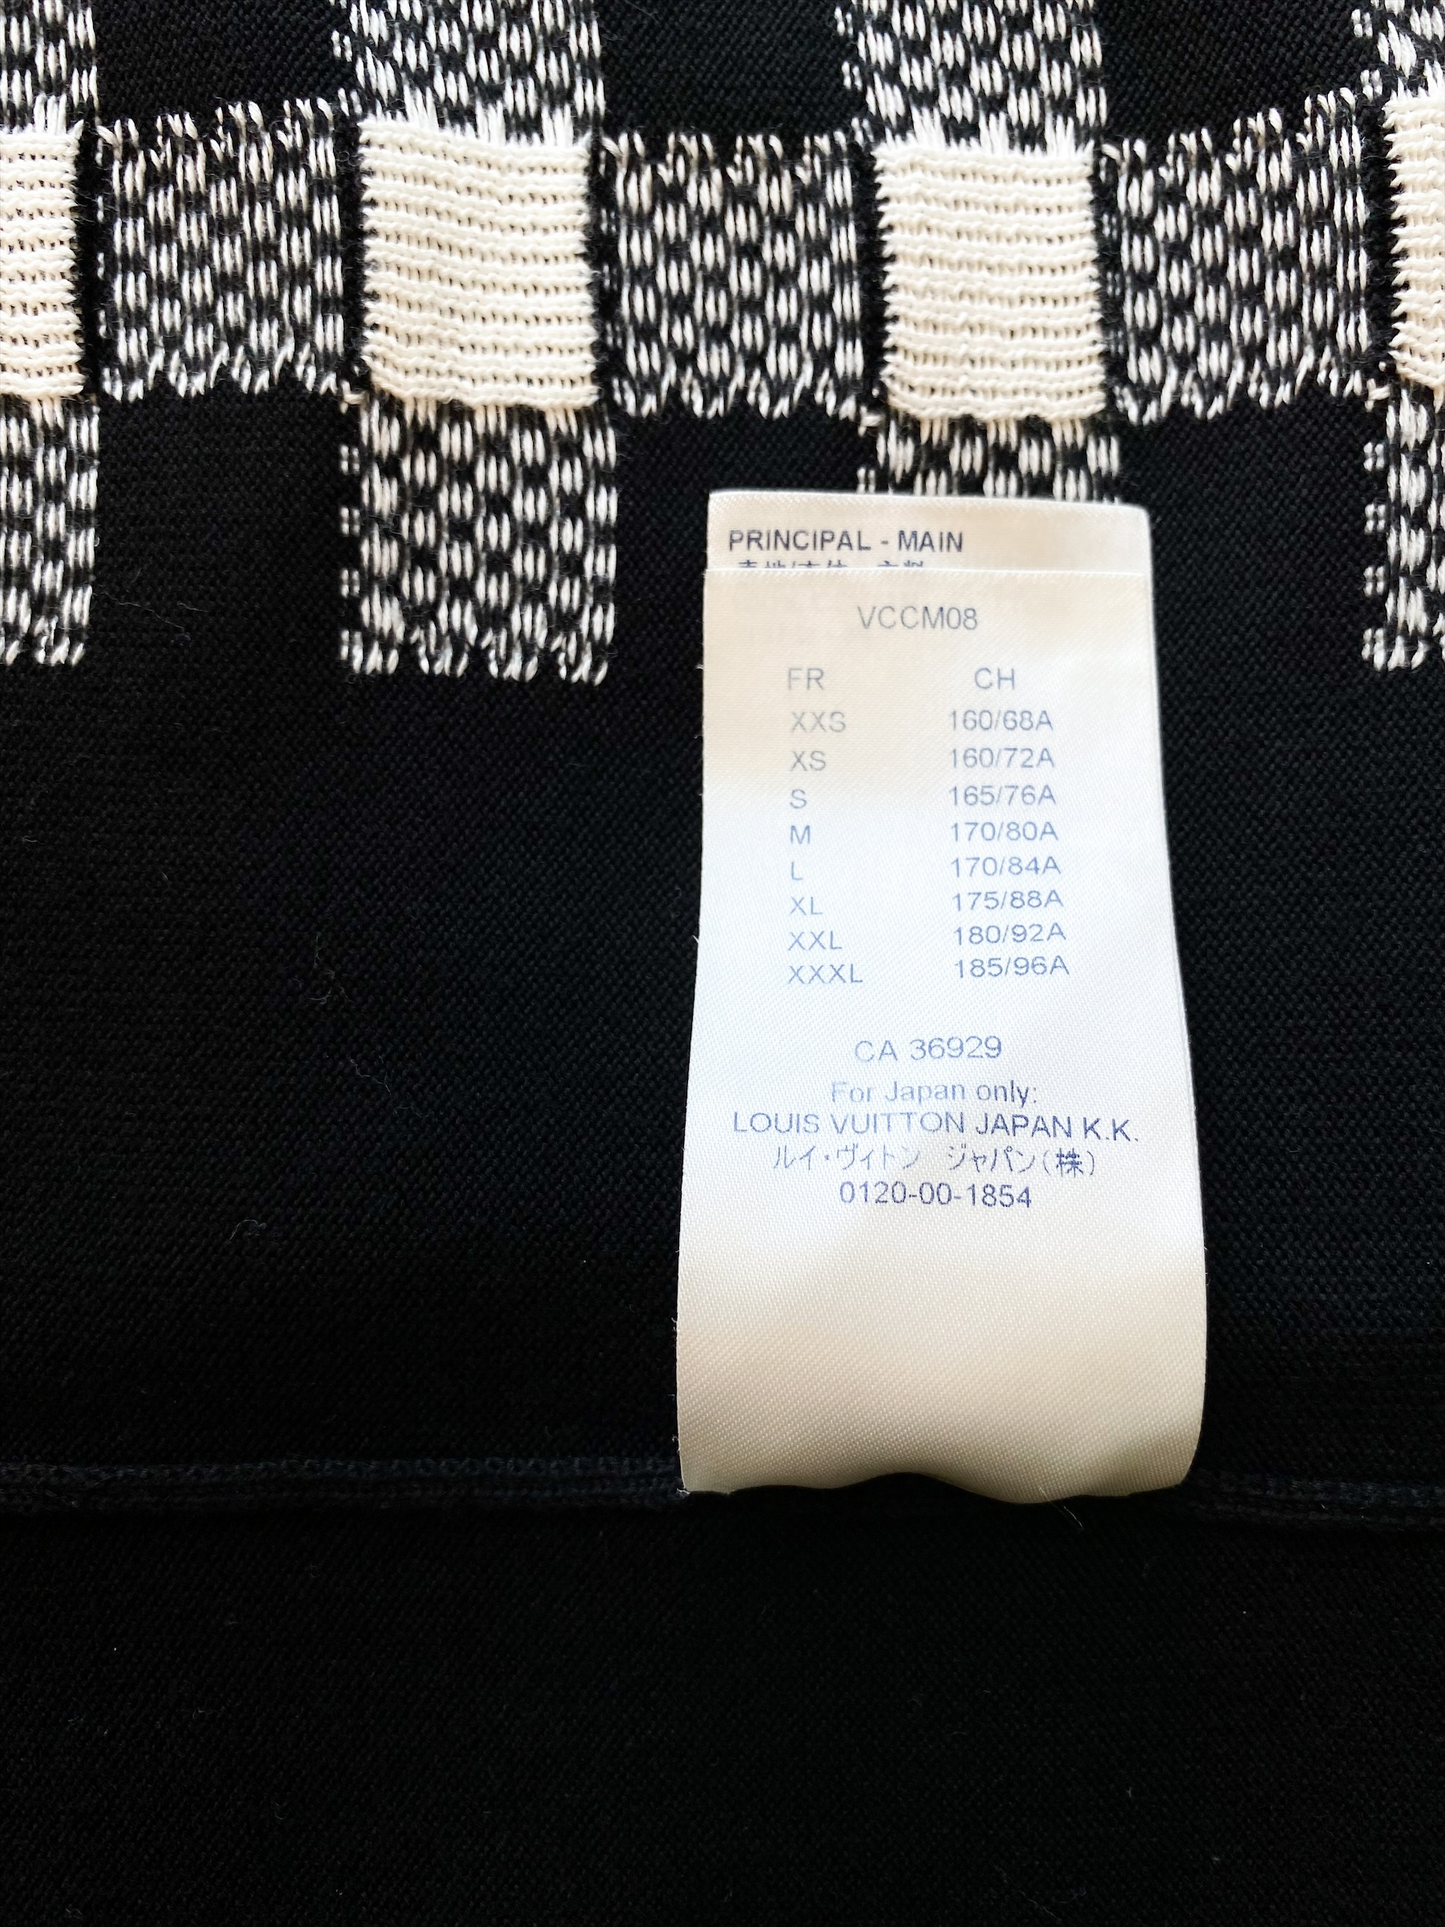 PRINCIPAL - MAIN
VCCM08
FR CH
XXS 160/68A
XS 160/72A
S 165/76A
M 170/80A
L 170/84A
XL 175/88A
XXL 180/92A
XXXL 185/96A
CA 36929
For Japan only:
LOUIS VUITTON JAPAN K.K.
ルイ・ヴィトン ジャパン(株)
0120-00-1854